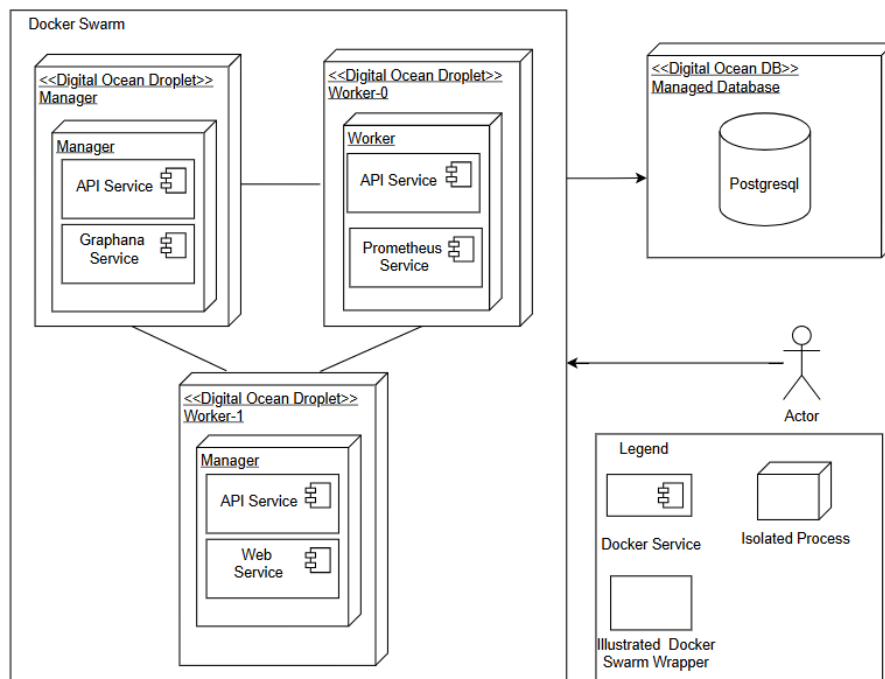 Docker Swarm
<<Digital Ocean Droplet>>
Manager
Manager
API Service
Graphana
Service
<<Digital Ocean Droplet>>
Worker-0
Worker
API Service
Prometheus
Service
<<Digital Ocean DB>>
Managed Database
Postgresql
<<Digital Ocean Droplet>>
Worker-1
Manager
API Service
Web
Service
Actor
Legend
Docker Service
Isolated Process
Illustrated Docker
Swarm Wrapper